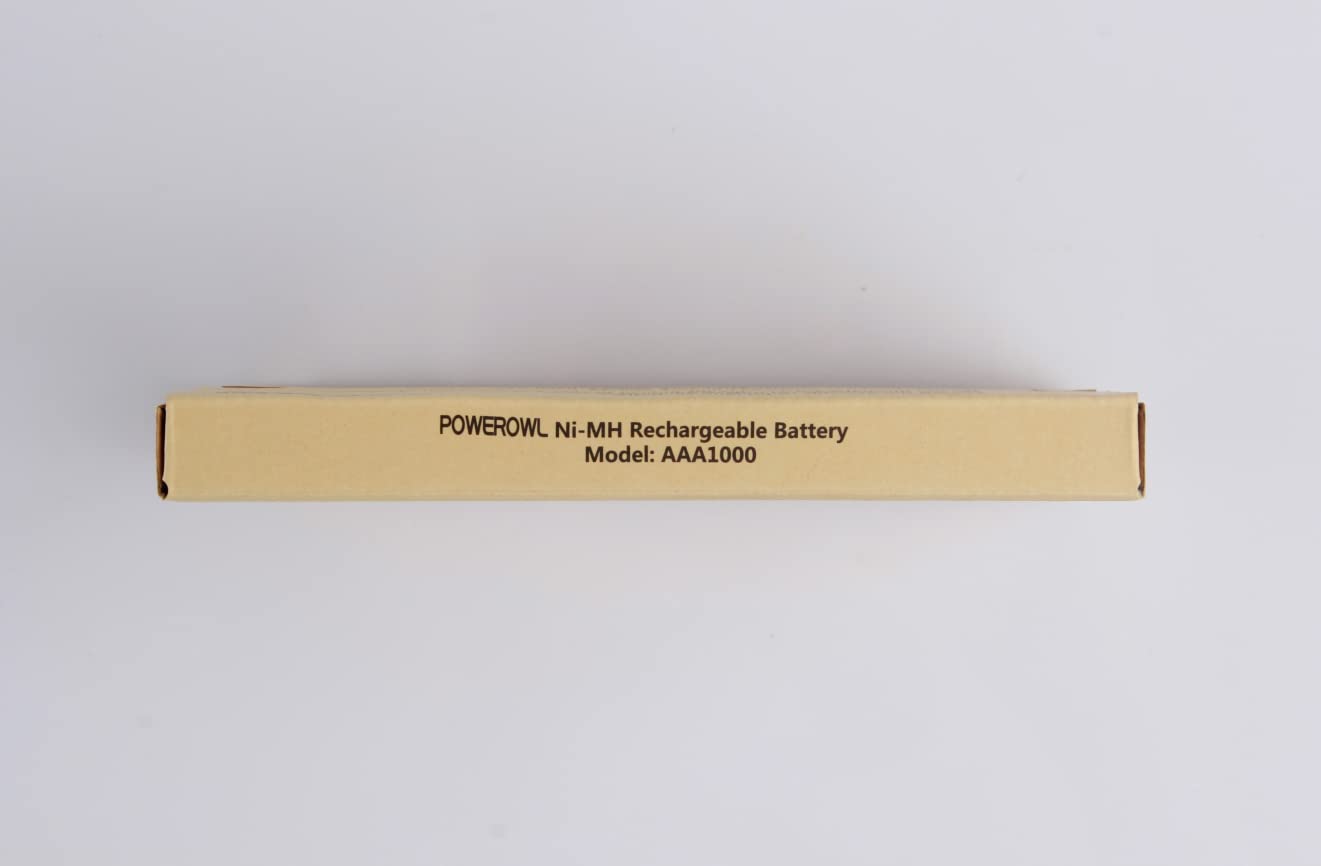 POWEROWL Ni-MH Rechargeable Battery
Model: AAA1000